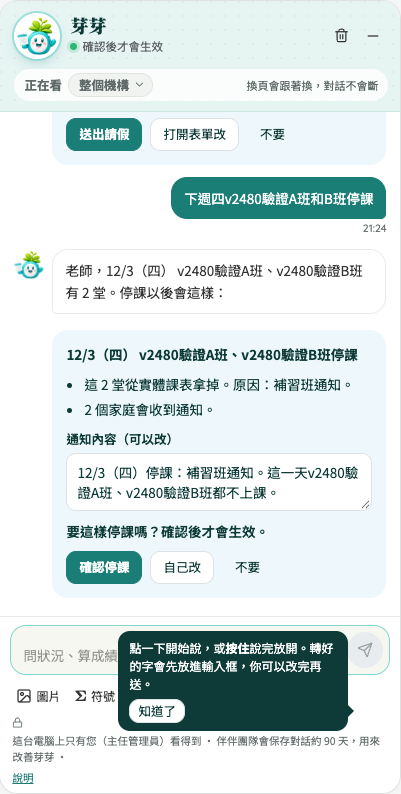 芽芽
確認後才會生效
正在看 整個機構
換頁會跟著換，對話不會斷
送出請假 打開表單改 不要
下週四v2480驗證A班和B班停課
21:24
老師，12/3（四） v2480驗證A班、v2480驗證B班
有 2 堂。停課以後會這樣：
12/3（四） v2480驗證A班、v2480驗證B班停課
• 這 2 堂從實體課表拿掉。原因：補習班通知。
• 2 個家庭會收到通知。
通知內容（可以改）
12/3（四）停課：補習班通知。這一天v2480驗
證A班、v2480驗證B班都不上課。
要這樣停課嗎？確認後才會生效。
確認停課 自己改 不要
問狀況、算成績
點一下開始說，或按住說完放開。轉好
的字會先放進輸入框，你可以改完再
送。
知道了
圖片 符號
這台電腦上只有您（主任管理員）看得到 · 伴伴團隊會保存對話約 90 天，用來
改善芽芽 ·
說明